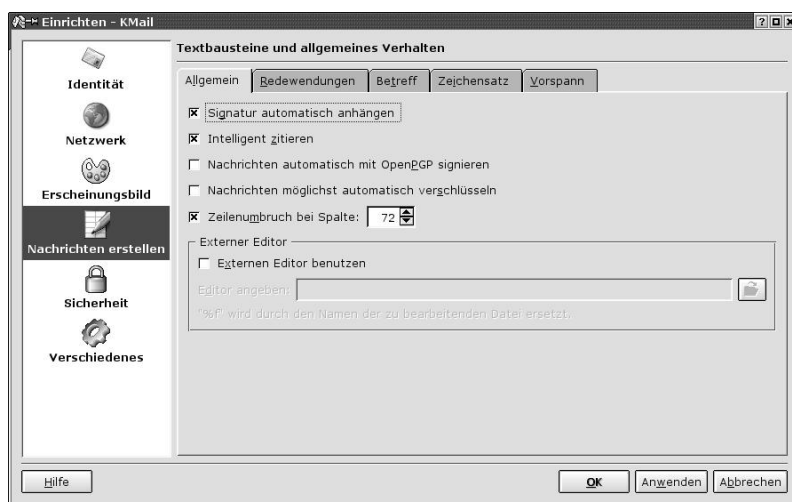 Einrichten - KMail
Identität
Netzwerk
Erscheinungsbild
Nachrichten erstellen
Sicherheit
Verschiedenes
Textbausteine und allgemeines Verhalten
Allgemein Redewendungen Betreff Zeichensatz Vorspann
Signatur automatisch anhängen
Intelligent zitieren
Nachrichten automatisch mit OpenPGP signieren
Nachrichten möglichst automatisch verschlüsseln
Zeilenumbruch bei Spalte: 72
Externer Editor
Externen Editor benutzen
Editor angeben:
"%f" wird durch den Namen der zu bearbeitenden Datei ersetzt.
Hilfe OK Anwenden Abbrechen